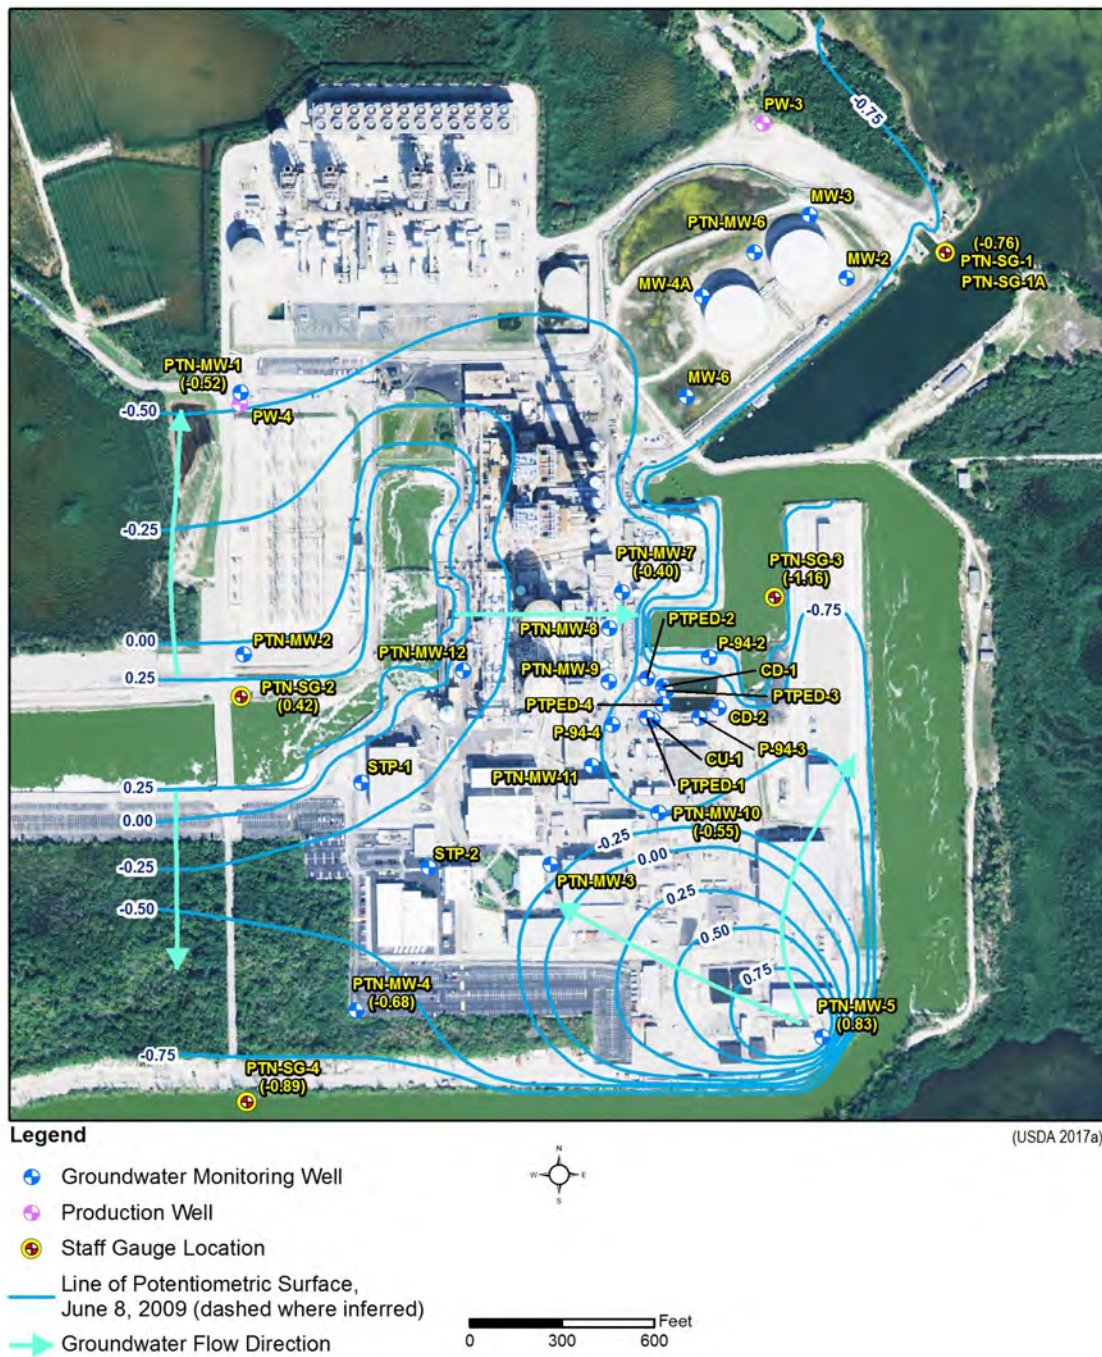 -0.75
PW-3
MW-3
PTN-MW-6
(-0.76)
PTN-SG-1
PTN-SG-1A
MW-2
MW-4A
PTN-MW-1
(-0.52)
MW-6
-0.50
PW-4
-0.25
PTN-MW-7
(-0.40)
PTN-SG-3
(-1.16)
-0.75
PTPED-2
PTN-MW-8
0.00
PTN-MW-2
P-94-2
PTN-MW-12
PTN-MW-9
CD-1
0.25
PTN-SG-2
(0.42)
PTPED-3
PTPED-4
CD-2
P-94-4
P-94-3
CU-1
STP-1
PTN-MW-11
PTPED-1
0.25
PTN-MW-10
(-0.55)
0.00
-0.25
STP-2
0.00
-0.25
PTN-MW-3
0.25
-0.50
0.50
0.75
PTN-MW-4
(-0.68)
PTN-MW-5
(0.83)
-0.75
PTN-SG-4
(-0.89)
Legend
(USDA 2017a)
N
W
E
S
Groundwater Monitoring Well
Production Well
Staff Gauge Location
Line of Potentiometric Surface,
June 8, 2009 (dashed where inferred)
Feet
0 300 600
Groundwater Flow Direction